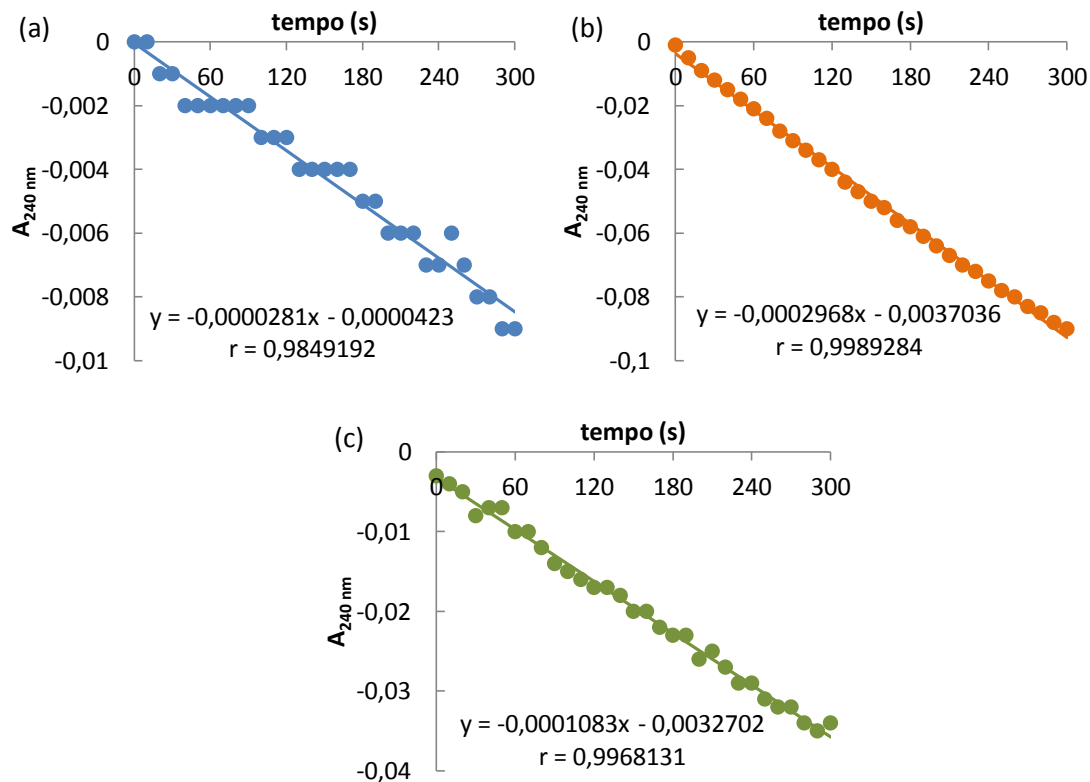 (a)
tempo (s)
0
0 60 120 180 240 300
-0,002
-0,004
-0,006
-0,008
-0,01
A240 nm
y = -0,0000281x - 0,0000423
r = 0,9849192
(b)
tempo (s)
0
0 60 120 180 240 300
-0,02
-0,04
-0,06
-0,08
-0,1
A240 nm
y = -0,0002968x - 0,0037036
r = 0,9989284
(c)
tempo (s)
0
0 60 120 180 240 300
-0,01
-0,02
-0,03
-0,04
A240 nm
y = -0,0001083x - 0,0032702
r = 0,9968131